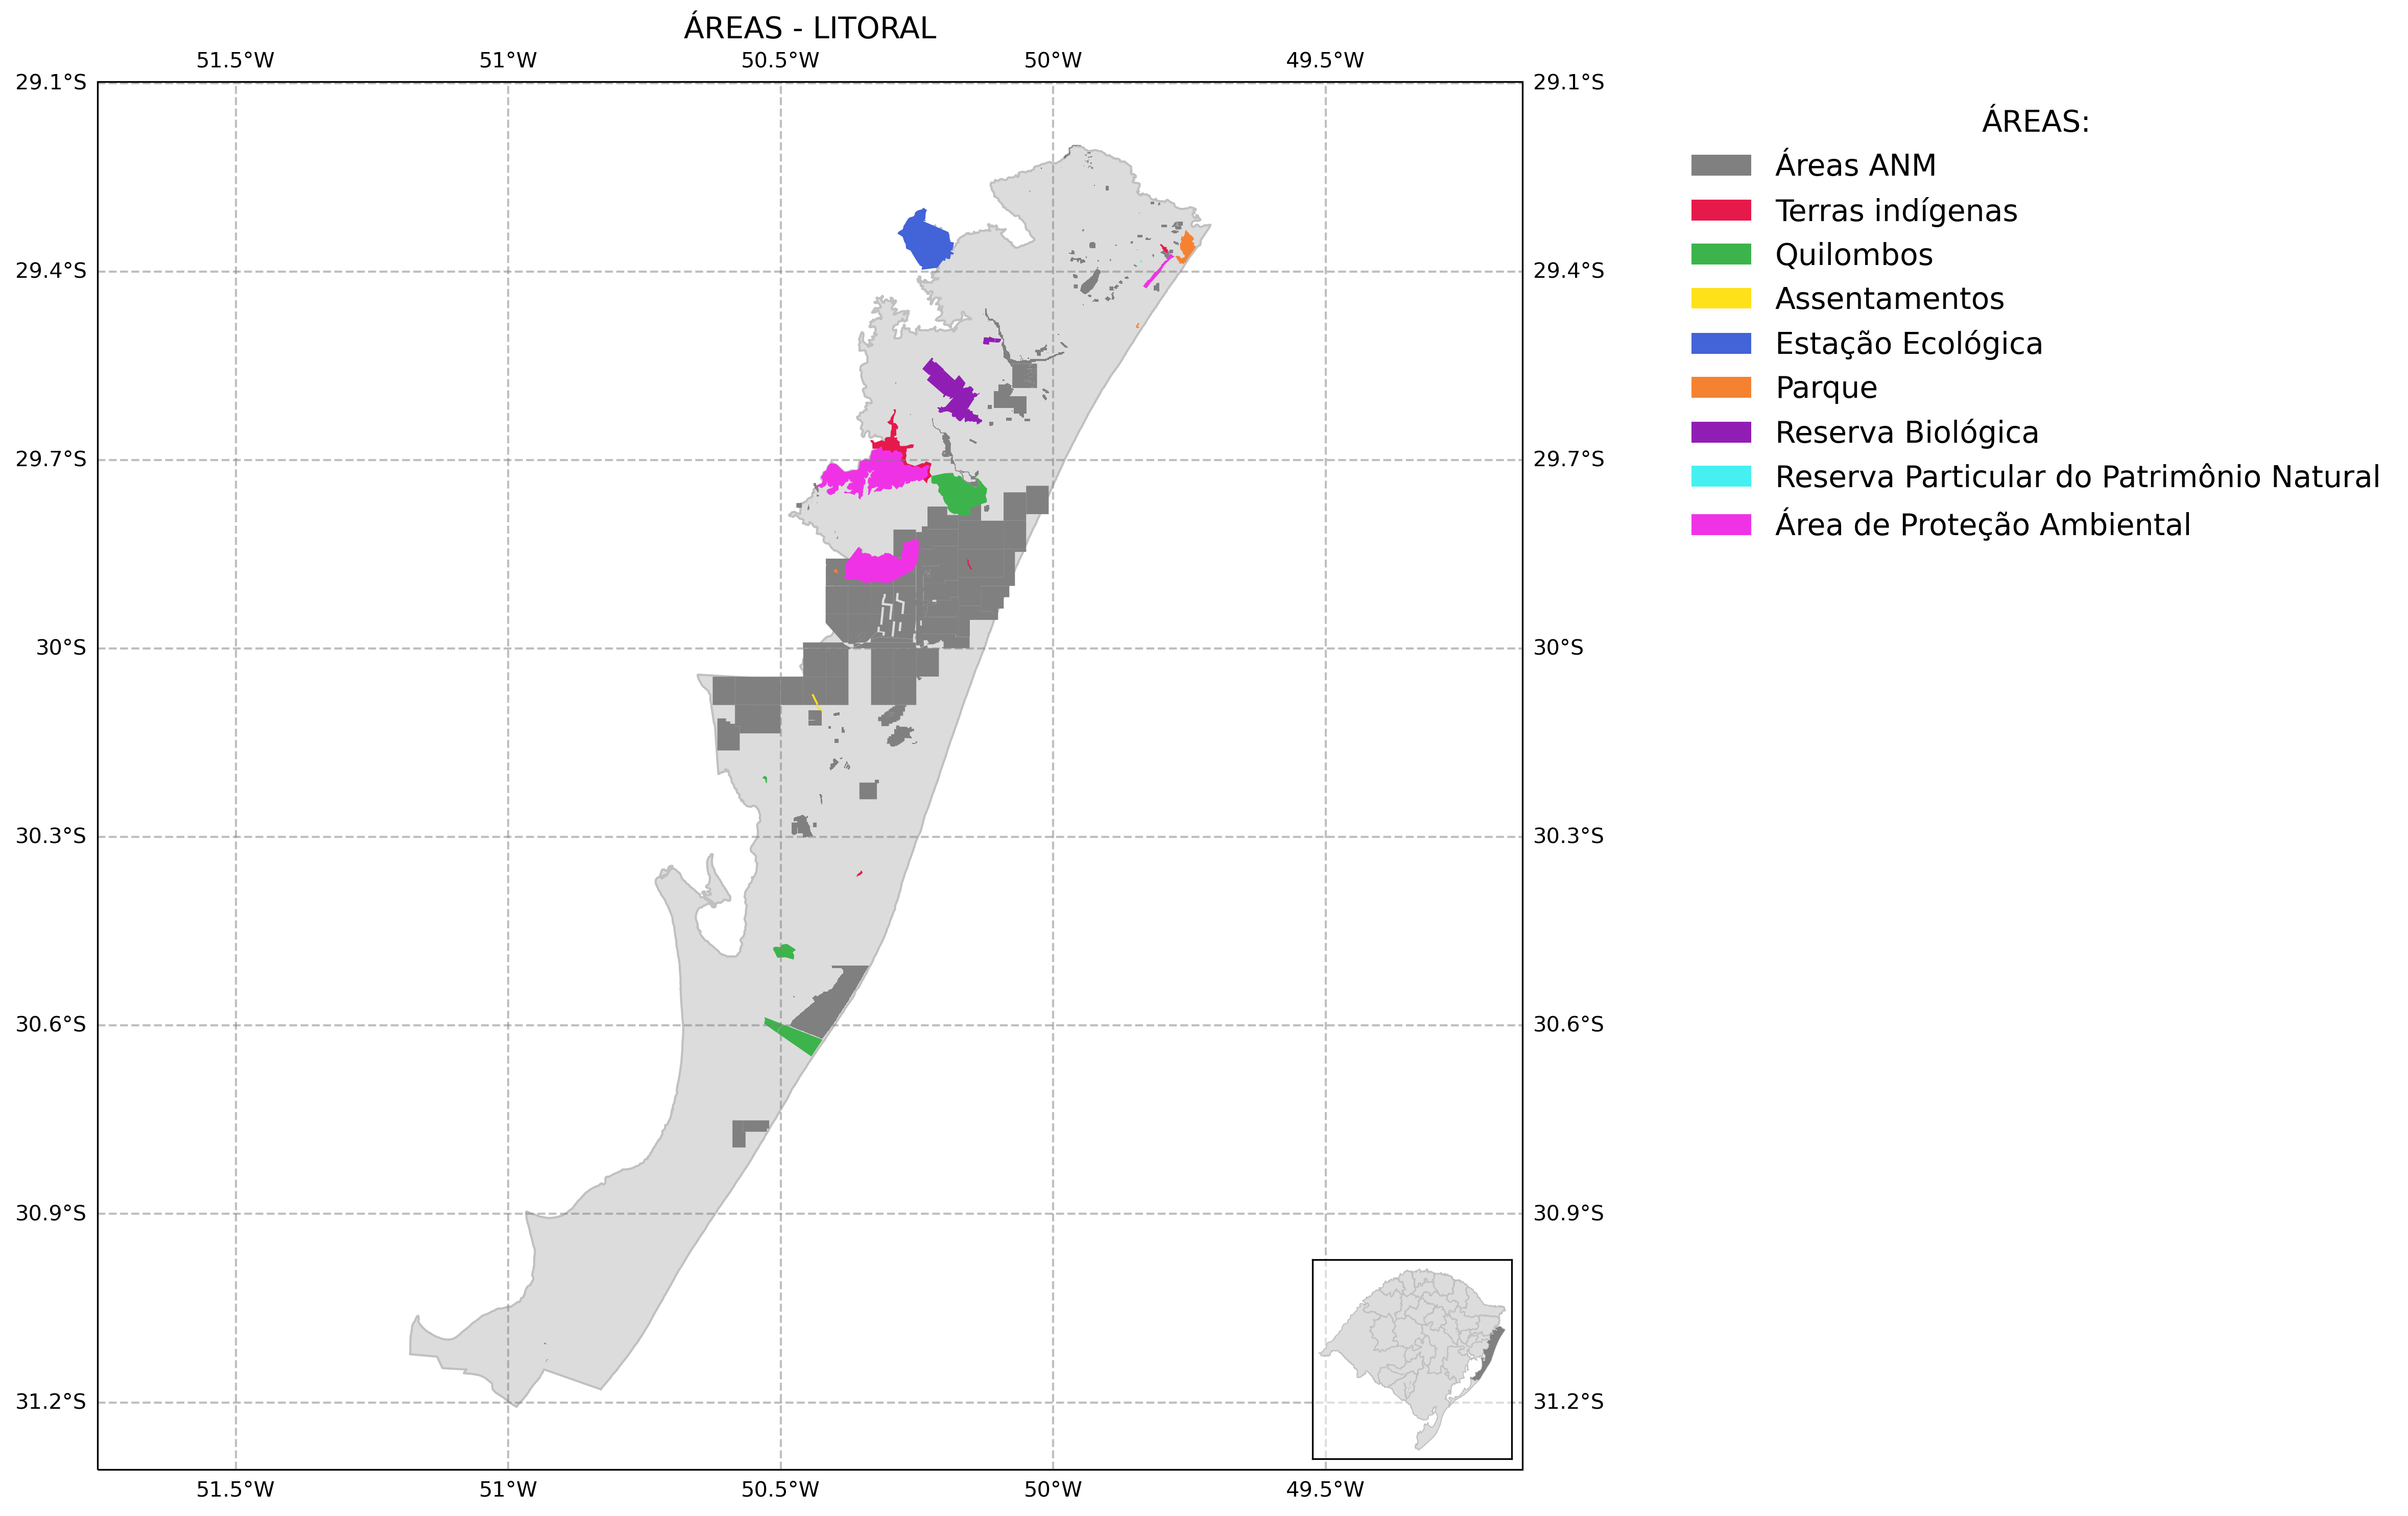 ÁREAS - LITORAL
51.5°W 51°W 50.5°W 50°W 49.5°W
29.1°S 29.1°S
29.4°S 29.4°S
29.7°S 29.7°S
30°S 30°S
30.3°S 30.3°S
30.6°S 30.6°S
30.9°S 30.9°S
31.2°S 31.2°S
51.5°W 51°W 50.5°W 50°W 49.5°W
ÁREAS:
Áreas ANM
Terras indígenas
Quilombos
Assentamentos
Estação Ecológica
Parque
Reserva Biológica
Reserva Particular do Patrimônio Natural
Área de Proteção Ambiental